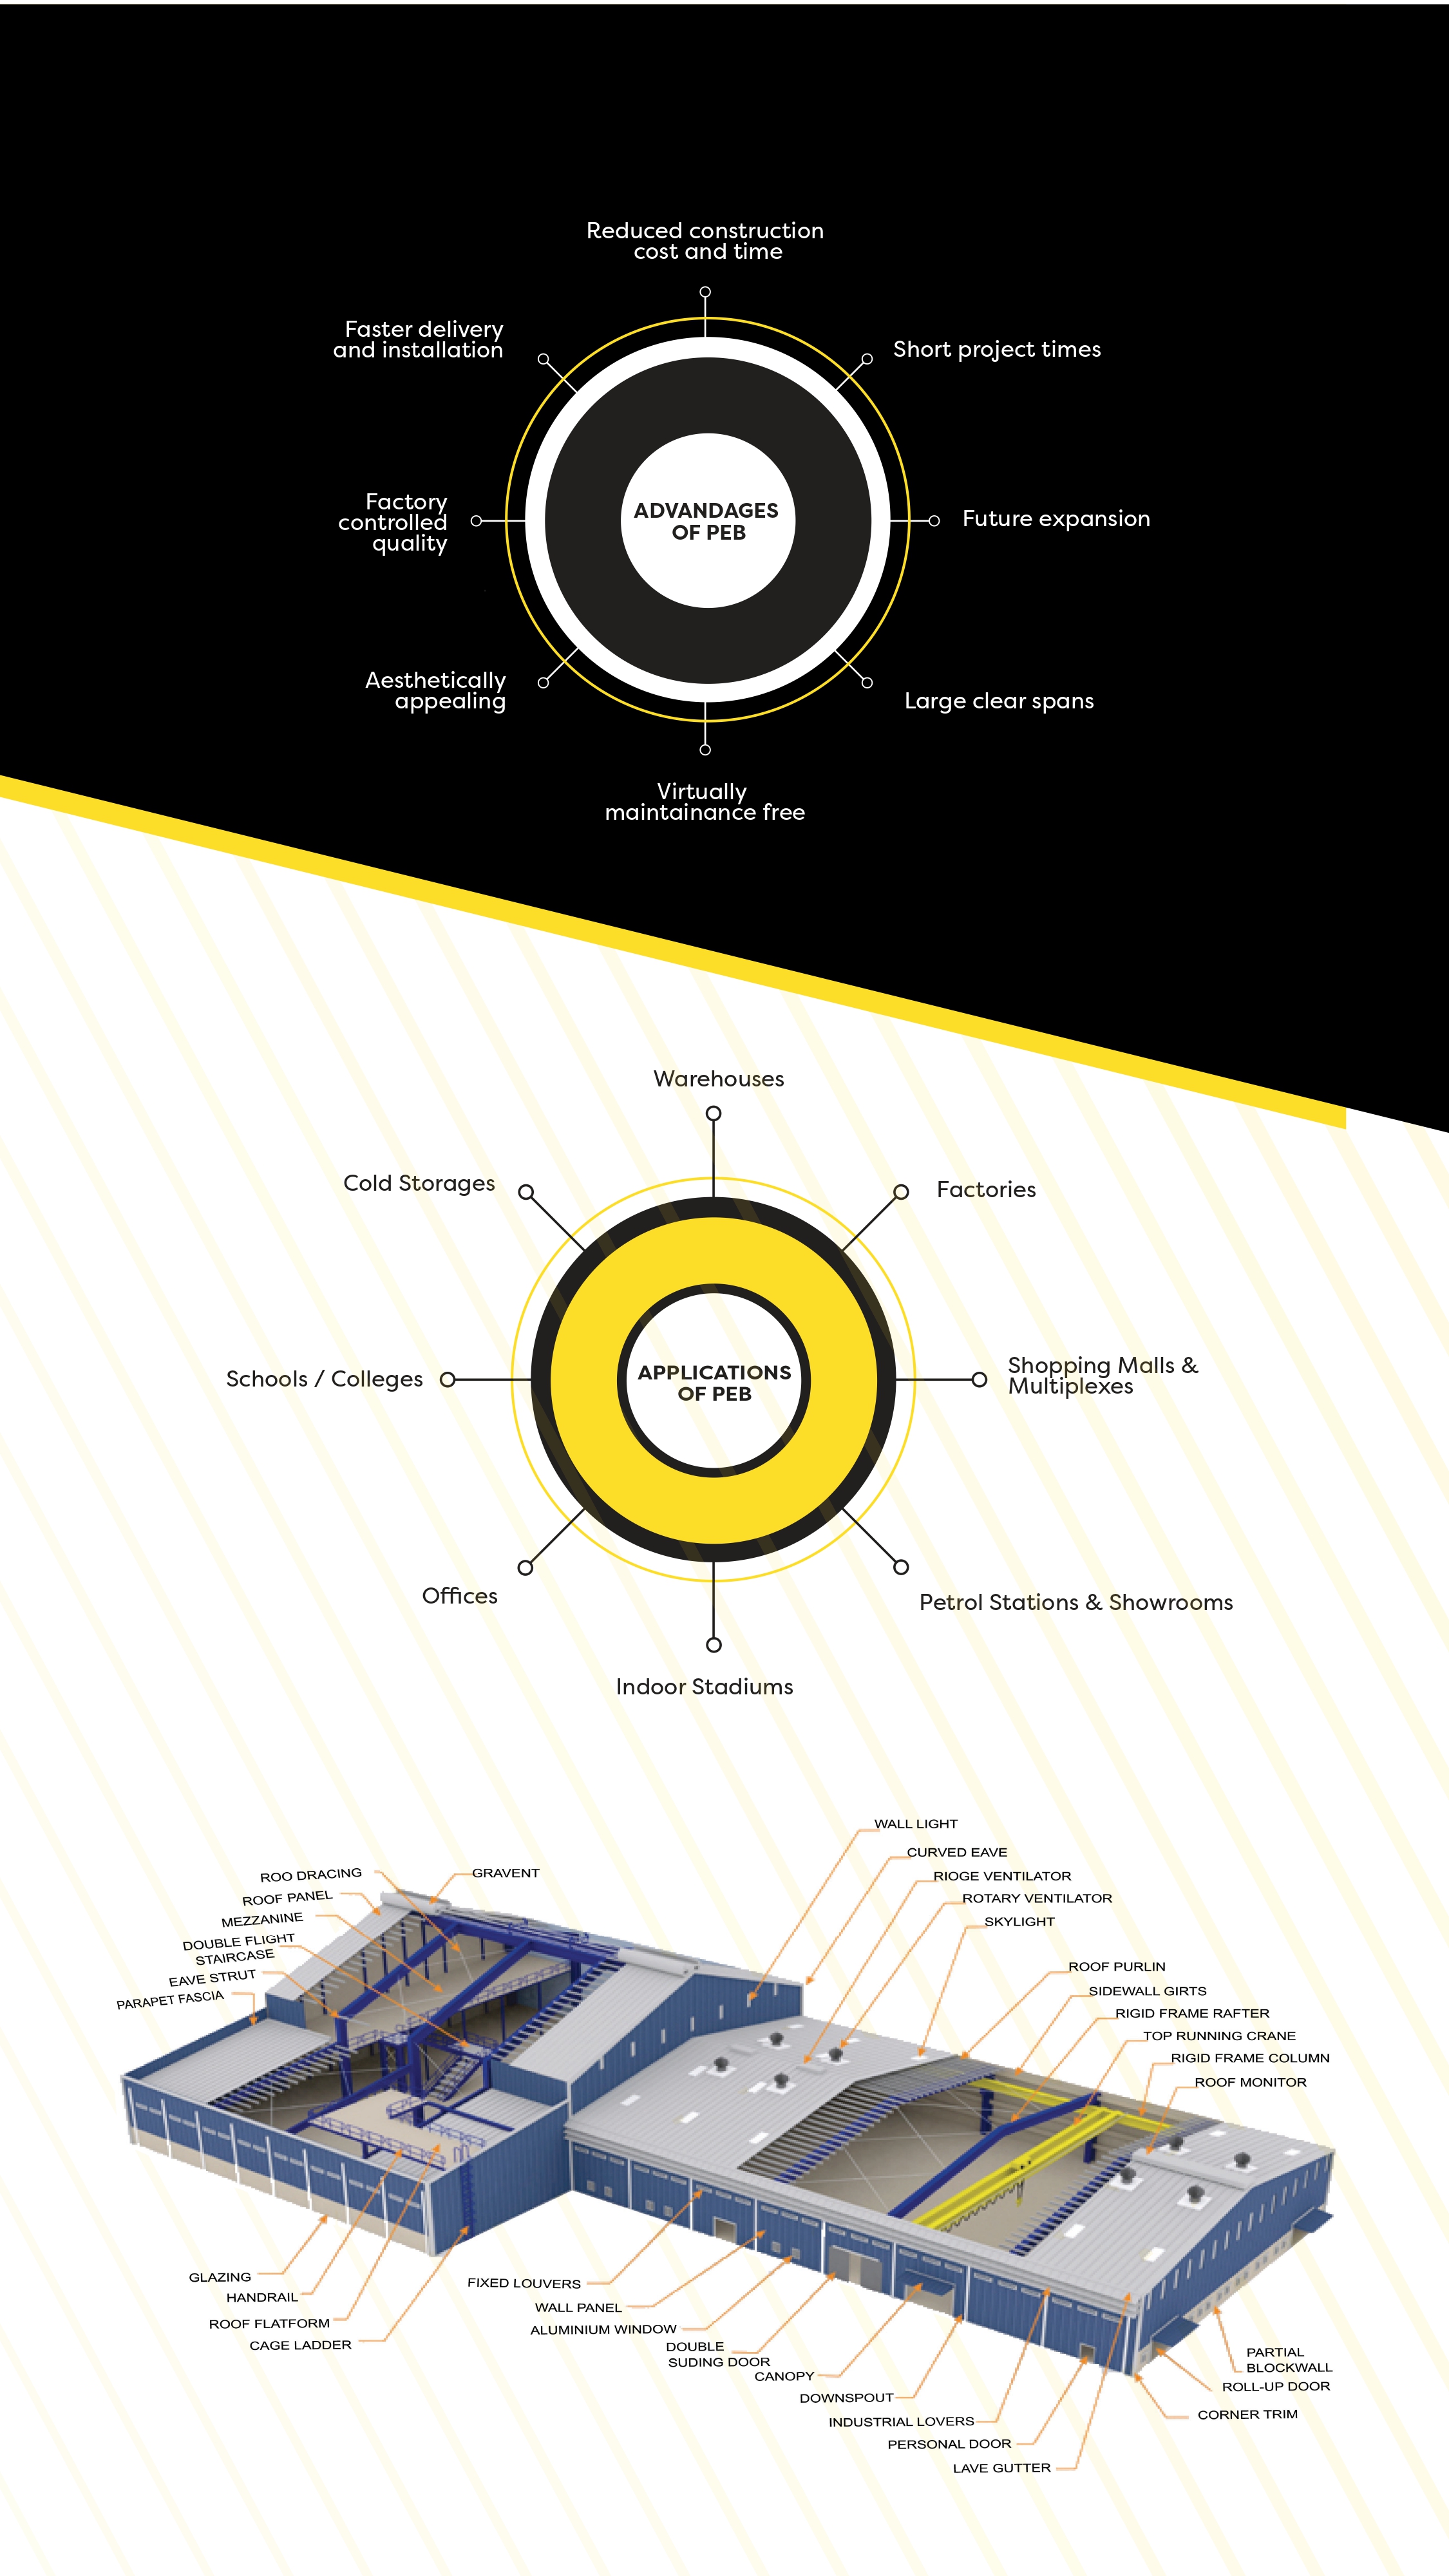 Reduced construction
cost and time
Faster delivery
and installation
Short project times
Factory
controlled
quality
ADVANDAGES
OF PEB
Future expansion
Aesthetically
appealing
Large clear spans
Virtually
maintainance free
Warehouses
Cold Storages
Factories
Schools / Colleges
APPLICATIONS
OF PEB
Shopping Malls &
Multiplexes
Offices
Petrol Stations & Showrooms
Indoor Stadiums
WALL LIGHT
CURVED EAVE
RIOGE VENTILATOR
ROTARY VENTILATOR
SKYLIGHT
ROO DRACING
GRAVENT
ROOF PANEL
MEZZANINE
DOUBLE FLIGHT
STAIRCASE
EAVE STRUT
PARAPET FASCIA
ROOF PURLIN
SIDEWALL GIRTS
RIGID FRAME RAFTER
TOP RUNNING CRANE
RIGID FRAME COLUMN
ROOF MONITOR
GLAZING
HANDRAIL
ROOF FLATFORM
CAGE LADDER
FIXED LOUVERS
WALL PANEL
ALUMINIUM WINDOW
DOUBLE
SUDING DOOR
CANOPY
DOWNSPOUT
INDUSTRIAL LOVERS
PERSONAL DOOR
LAVE GUTTER
PARTIAL
BLOCKWALL
ROLL-UP DOOR
CORNER TRIM